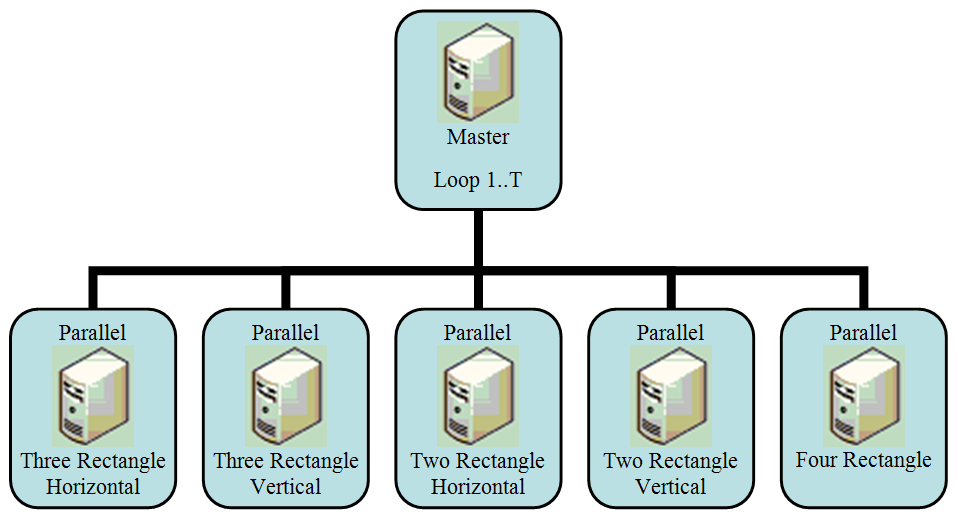 Master
Loop 1..T
Parallel
Three Rectangle
Horizontal
Parallel
Three Rectangle
Vertical
Parallel
Two Rectangle
Horizontal
Parallel
Two Rectangle
Vertical
Parallel
Four Rectangle